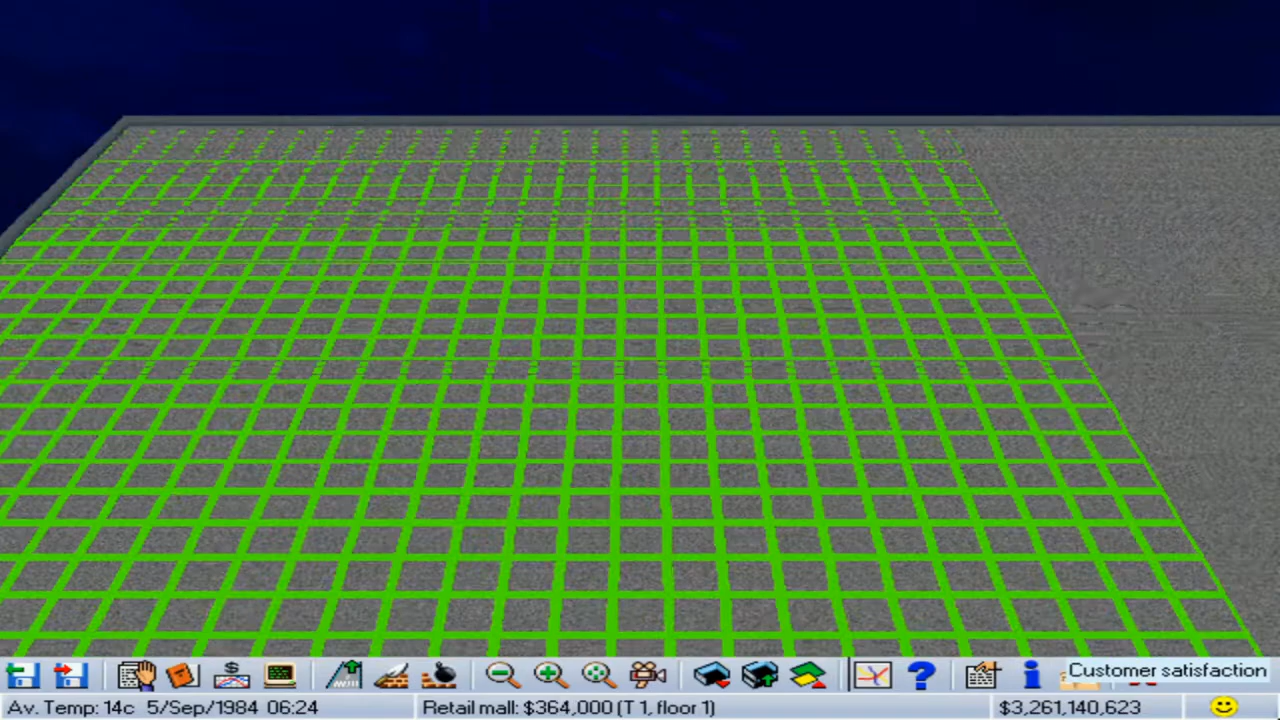 Customer satisfaction
Av. Temp: 14c 5/Sep/1984 06:24
Retail mall: $364,000 (T 1, floor 1)
$3,261,140,623